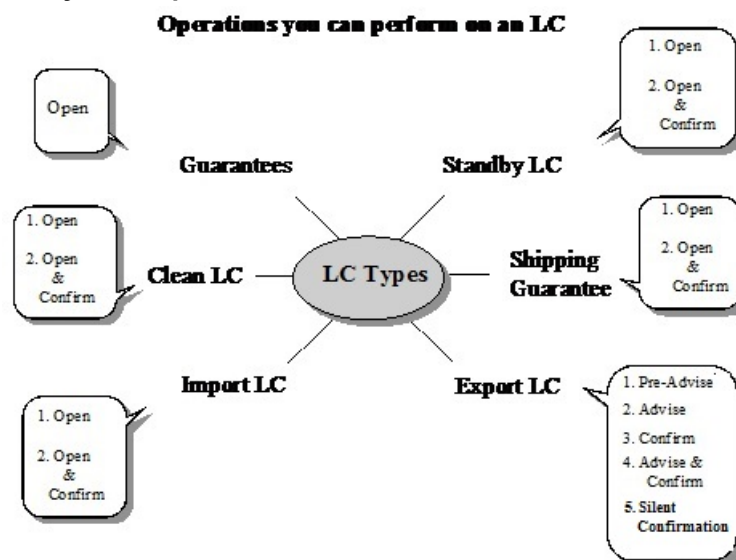 Operations you can perform on an LC
Open
Guarantees
1. Open
2. Open
&
Confirm
Standby LC
1. Open
2. Open
&
Confirm
Clean LC
LC Types
Shipping
Guarantee
1. Open
2. Open
&
Confirm
Import LC
1. Open
2. Open
&
Confirm
Export LC
1. Pre-Advise
2. Advise
3. Confirm
4. Advise &
Confirm
5. Silent
Confirmation